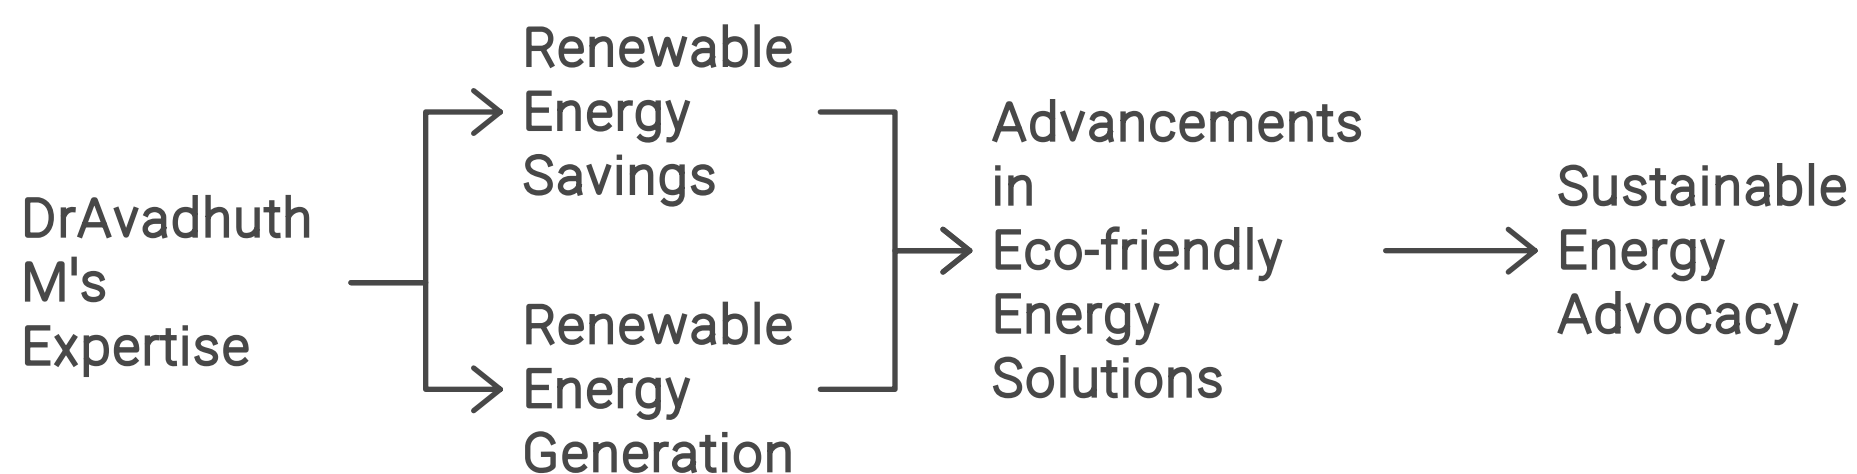 DrAvadhuth
M's
Expertise
Renewable
Energy
Savings
Renewable
Energy
Generation
Advancements
in
Eco-friendly
Energy
Solutions
Sustainable
Energy
Advocacy